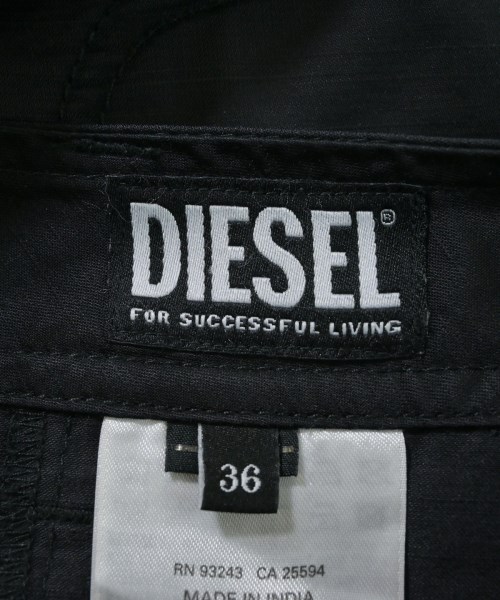 DIESEL®
FOR SUCCESSFUL LIVING
36
RN 93243 CA 25594
MADE IN INDIA